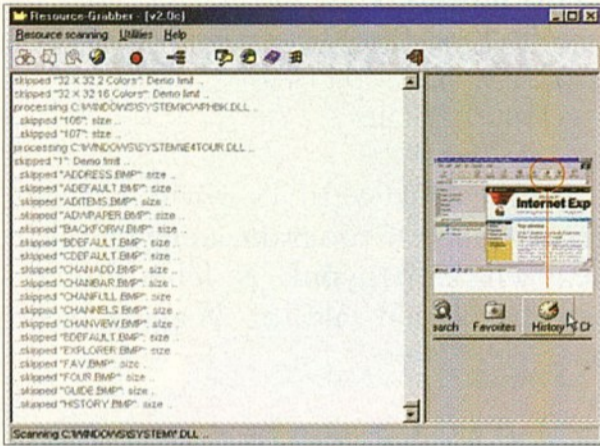 Resource-Grabber - [v2.0c]
Resource scanning Utilities Help
skipped "32 X 32 2 Colors": Demo limit ..
skipped "32 X 32 16 Colors": Demo limit ..
processing C:\WINDOWS\SYSTEM\ICWPHBK.DLL ..
..skipped "106": size ..
..skipped "107": size ..
processing C:\WINDOWS\SYSTEM\IE4TOUR.DLL ..
skipped "1": Demo limit ..
..skipped "ADDRESS.BMP": size ..
..skipped "ADEFAULT.BMP": size ..
..skipped "ADITEMS.BMP": size ..
..skipped "ADWPAPER.BMP": size ..
..skipped "BACKFORW.BMP": size ..
..skipped "BDEFAULT.BMP": size ..
..skipped "CDEFAULT.BMP": size ..
..skipped "CHANADD.BMP": size ..
..skipped "CHANBAR.BMP": size ..
..skipped "CHANFULL.BMP": size ..
..skipped "CHANNELS.BMP": size ..
..skipped "CHANVIEW.BMP": size ..
..skipped "EDEFAULT.BMP": size ..
..skipped "EXPLORER.BMP": size ..
..skipped "FAV.BMP": size ..
..skipped "FOUR.BMP": size ..
..skipped "GUIDE.BMP": size ..
..skipped "HISTORY.BMP": size ..
Internet Exp
earch Favorites History Ch
Scanning C:\WINDOWS\SYSTEM\*.DLL ..